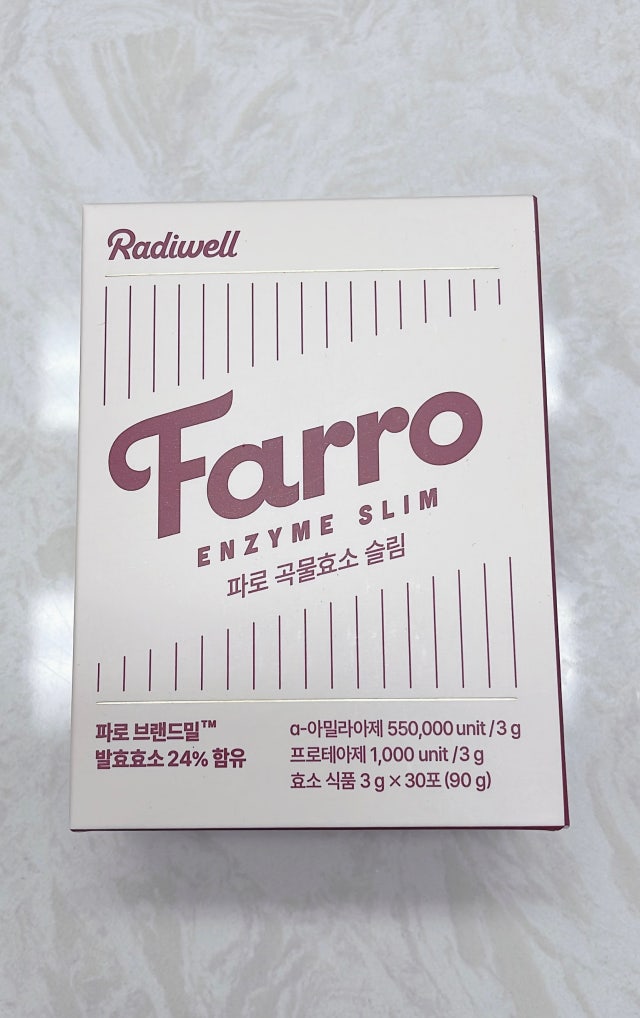 Radiwell
Farro
ENZYME SLIM
파로 곡물효소 슬림
파로 브랜드밀™
발효효소 24% 함유
α-아밀라아제 550,000 unit /3 g
프로테아제 1,000 unit /3 g
효소 식품 3 g × 30포 (90 g)